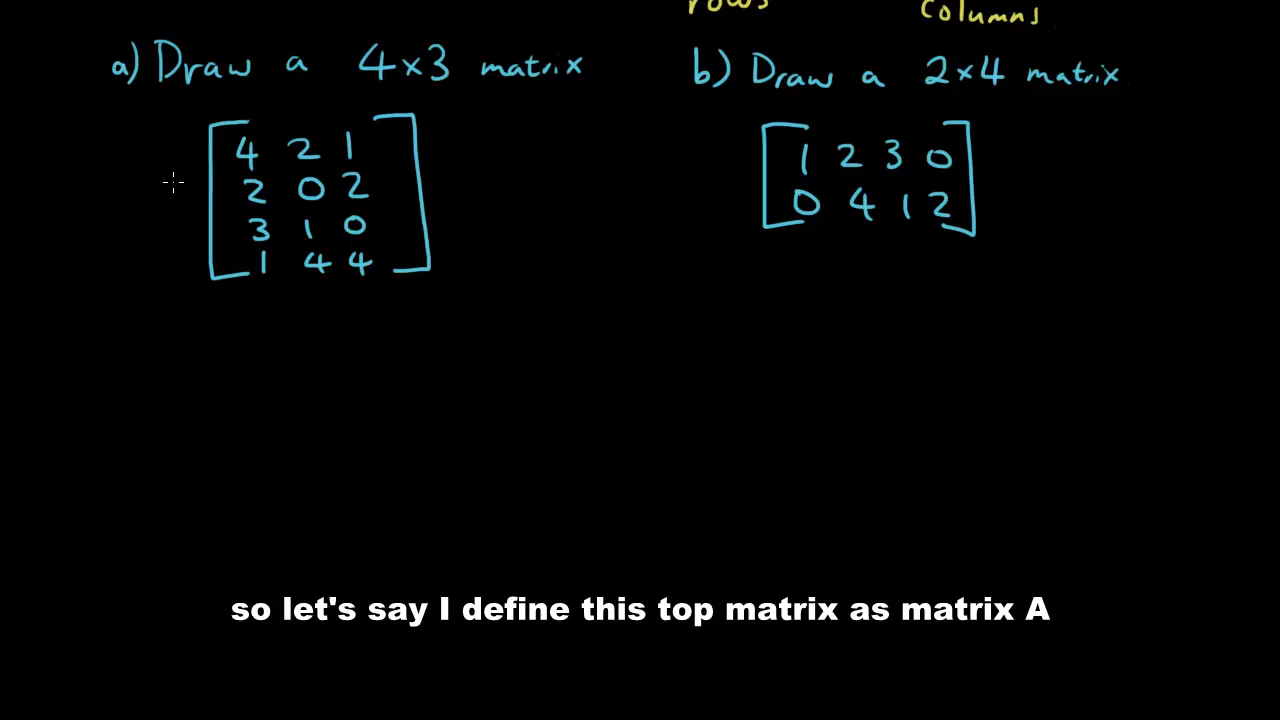 rows columns
a) Draw a 4×3 matrix
4 2 1
2 0 2
3 1 0
1 4 4
b) Draw a 2×4 matrix
1 2 3 0
0 4 1 2
so let's say I define this top matrix as matrix A